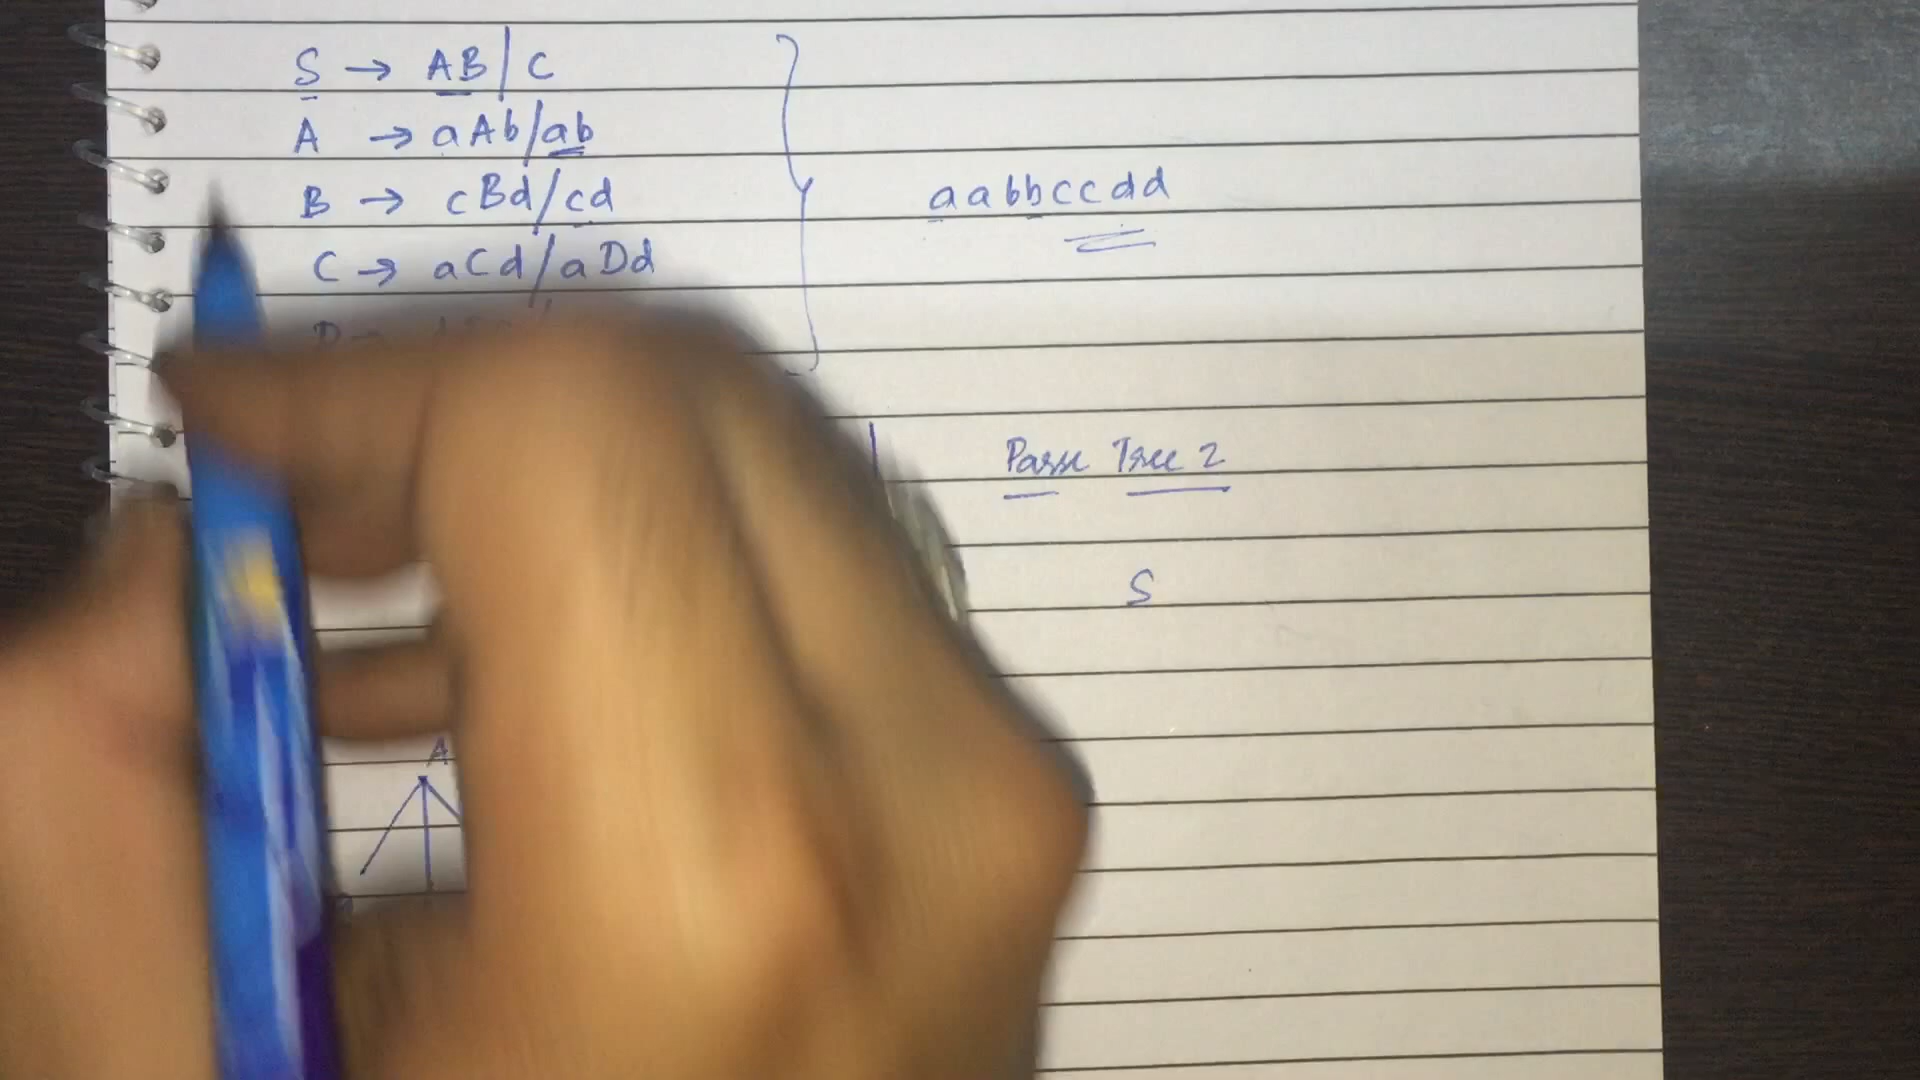 S → AB/C
A → aAb/ab
B → cBd/cd
C → aCd/aDd
aabbccdd
Parse Tree 2
S
A